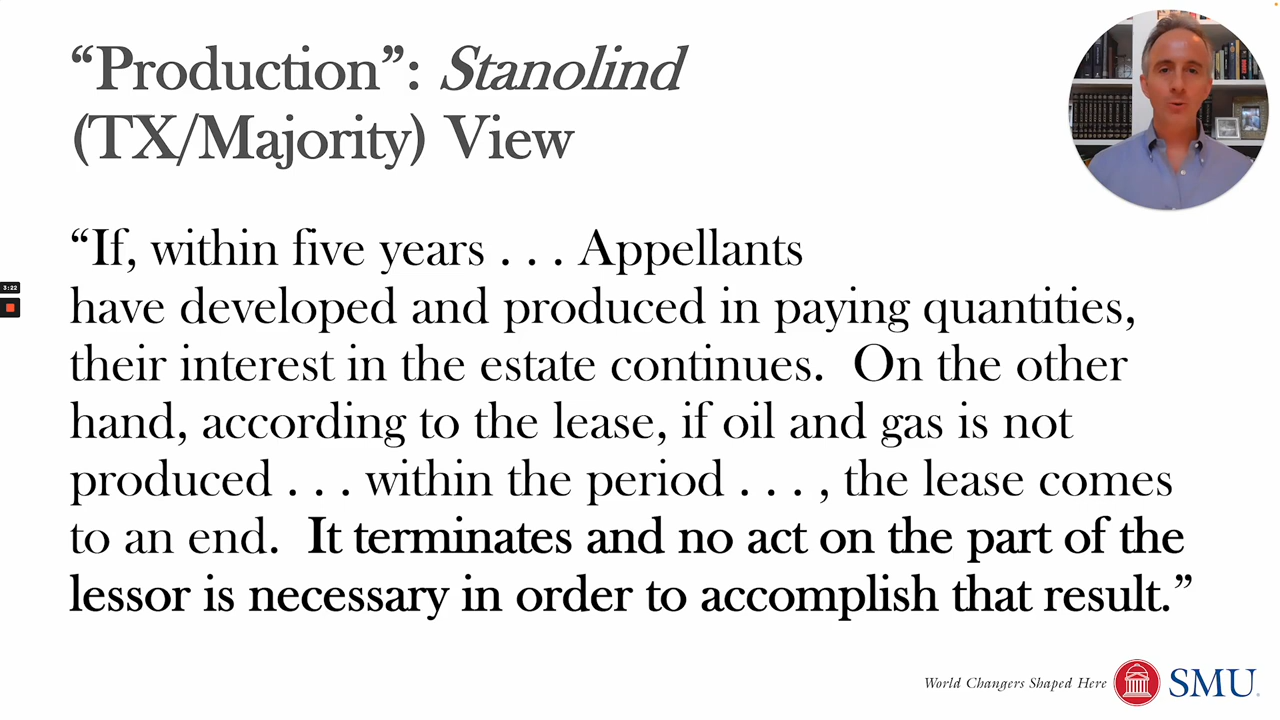 “Production”: Stanolind
(TX/Majority) View
“If, within five years . . . Appellants
have developed and produced in paying quantities,
their interest in the estate continues.  On the other
hand, according to the lease, if oil and gas is not
produced . . . within the period . . . , the lease comes
to an end.  It terminates and no act on the part of the
lessor is necessary in order to accomplish that result.”
3:22
World Changers Shaped Here
SMU